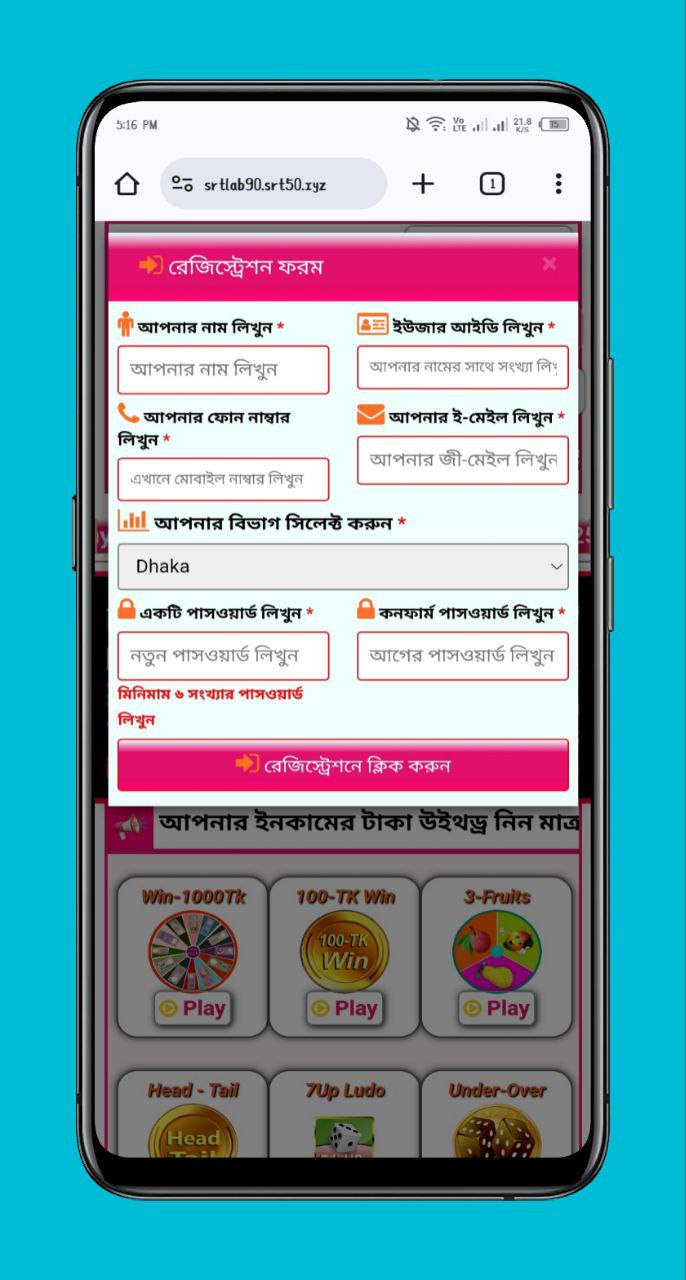 5:16 PM
Vo LTE 21.8 K/S 15
srtlab90.srt50.xyz
1
রেজিস্ট্রেশন ফরম ×
আপনার নাম লিখুন *
ইউজার আইডি লিখুন *
আপনার নাম লিখুন
আপনার নামের সাথে সংখ্যা লি
আপনার ফোন নাম্বার
লিখুন *
আপনার ই-মেইল লিখুন *
এখানে মোবাইল নাম্বার লিখুন
আপনার জী-মেইল লিখুন
আপনার বিভাগ সিলেক্ট করুন *
Dhaka
একটি পাসওয়ার্ড লিখুন *
কনফার্ম পাসওয়ার্ড লিখুন *
নতুন পাসওয়ার্ড লিখুন
আগের পাসওয়ার্ড লিখুন
মিনিমাম ৬ সংখ্যার পাসওয়ার্ড
লিখুন
রেজিস্ট্রেশনে ক্লিক করুন
আপনার ইনকামের টাকা উইথড্র নিন মাত্র
Win-1000Tk 100-TK Win 3-Fruits
100-TK
Win
Play Play Play
Head - Tail 7Up Ludo Under-Over
Head
Tail